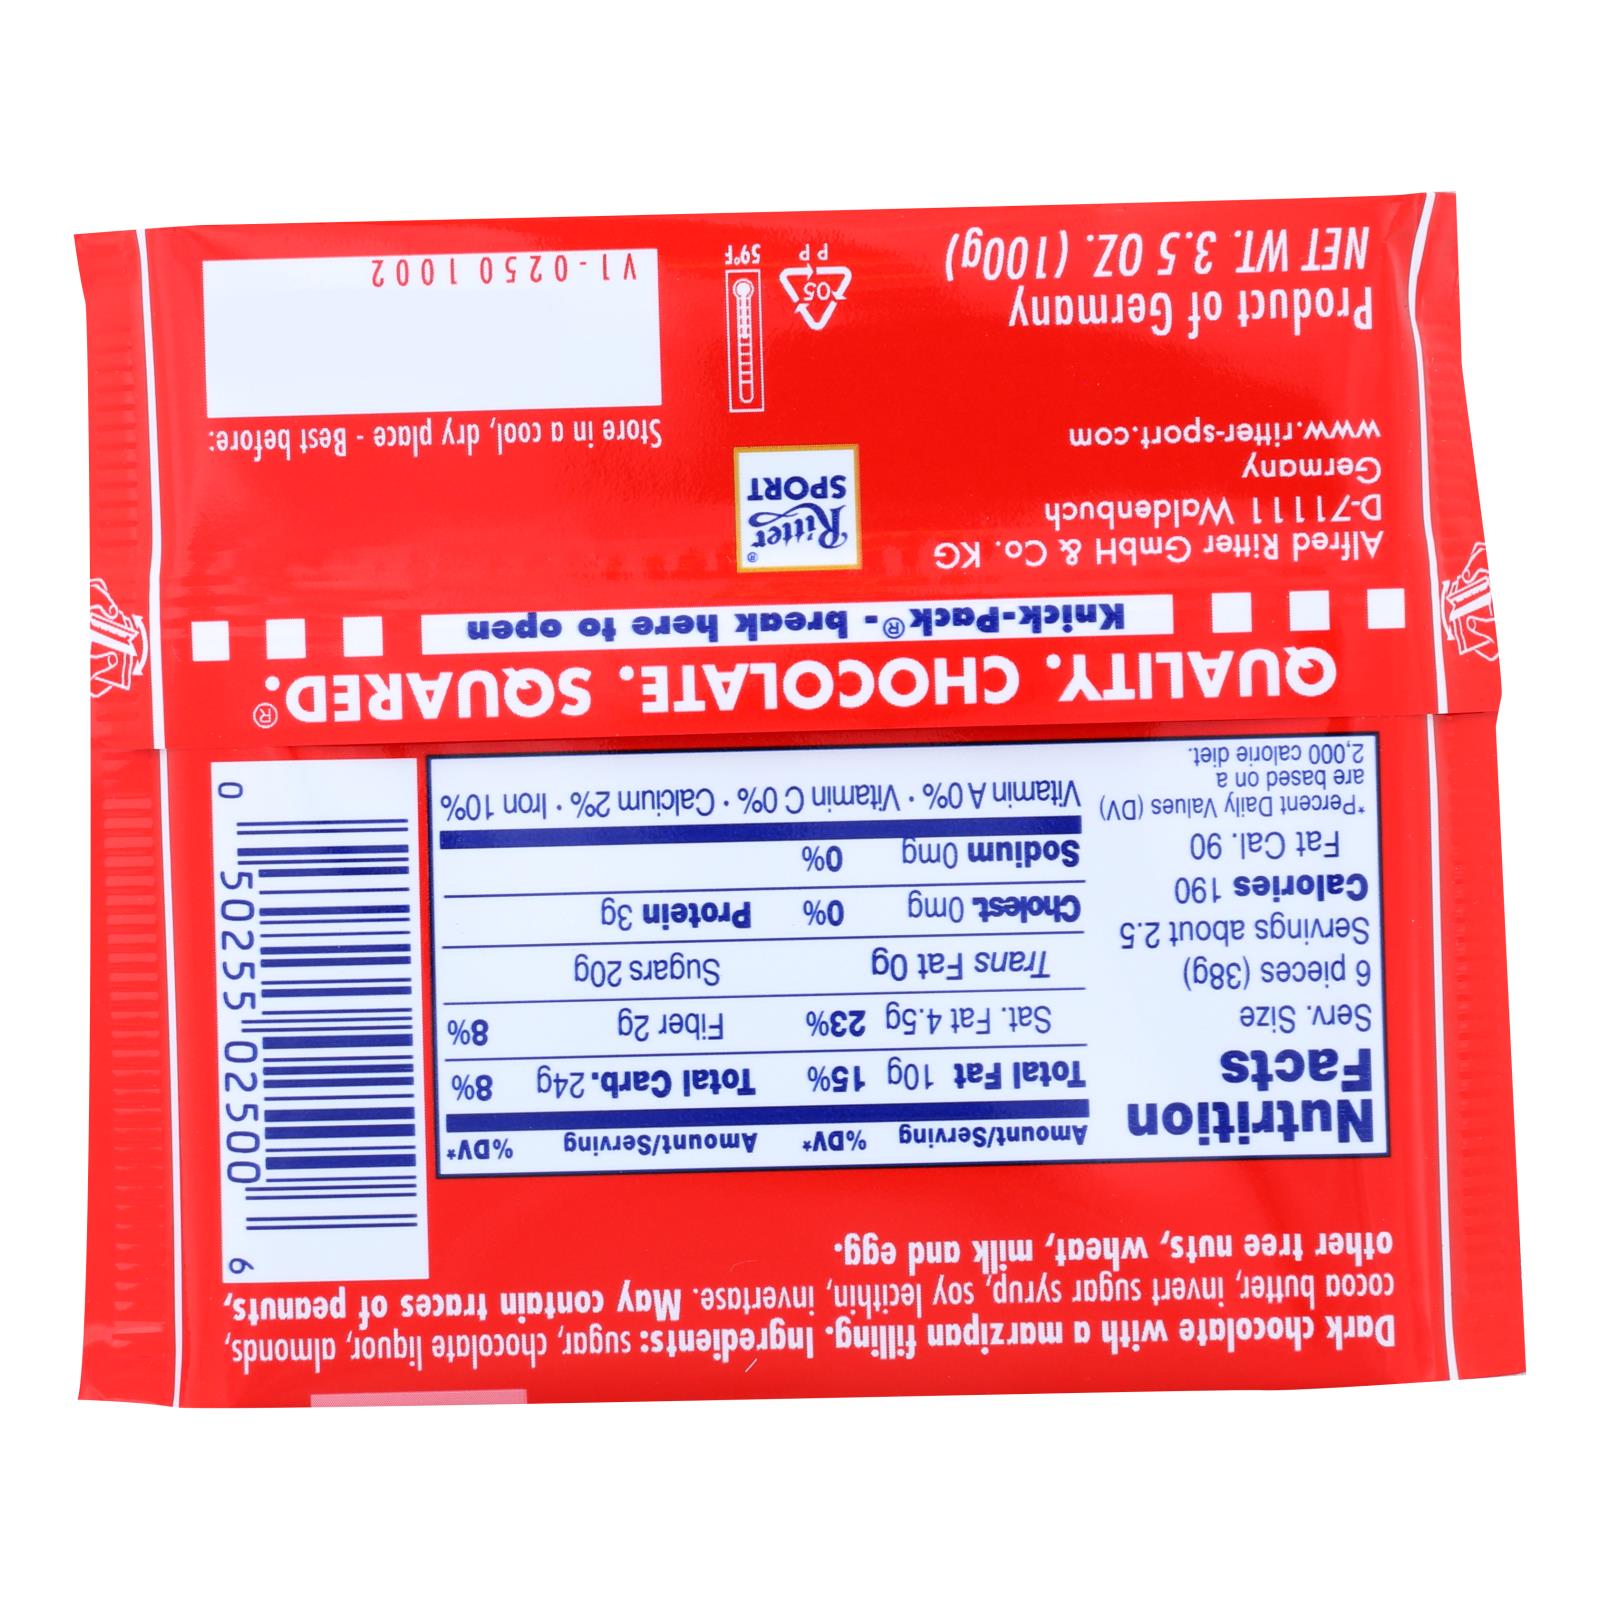 Dark chocolate with a marzipan filling. Ingredients: sugar, chocolate liquor, almonds,
cocoa butter, invert sugar syrup, soy lecithin, invertase. May contain traces of peanuts,
other tree nuts, wheat, milk and egg.
Nutrition
Facts
Serv. Size
6 pieces (38g)
Servings about 2.5
Calories 190
Fat Cal. 90
*Percent Daily Values (DV)
are based on a
2,000 calorie diet.
Amount/Serving %DV* Amount/Serving %DV*
Total Fat 10g 15% Total Carb. 24g 8%
Sat. Fat 4.5g 23% Fiber 2g 8%
Trans Fat 0g Sugars 20g
Cholest. 0mg 0% Protein 3g
Sodium 0mg 0%
Vitamin A 0% · Vitamin C 0% · Calcium 2% · Iron 10%
6 50255 02500 0
QUALITY. CHOCOLATE. SQUARED.®
Knick-Pack® - break here to open
Alfred Ritter GmbH & Co. KG
D-71111 Waldenbuch
Germany
www.ritter-sport.com
Ritter®
SPORT
Store in a cool, dry place - Best before:
V1-0250 1002
59°F
05
PP
Product of Germany
NET WT. 3.5 OZ. (100g)